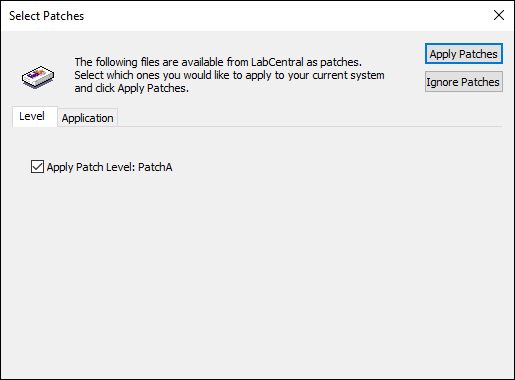 Select Patches
The following files are available from LabCentral as patches.
Select which ones you would like to apply to your current system
and click Apply Patches.
Apply Patches
Ignore Patches
Level
Application
Apply Patch Level: PatchA